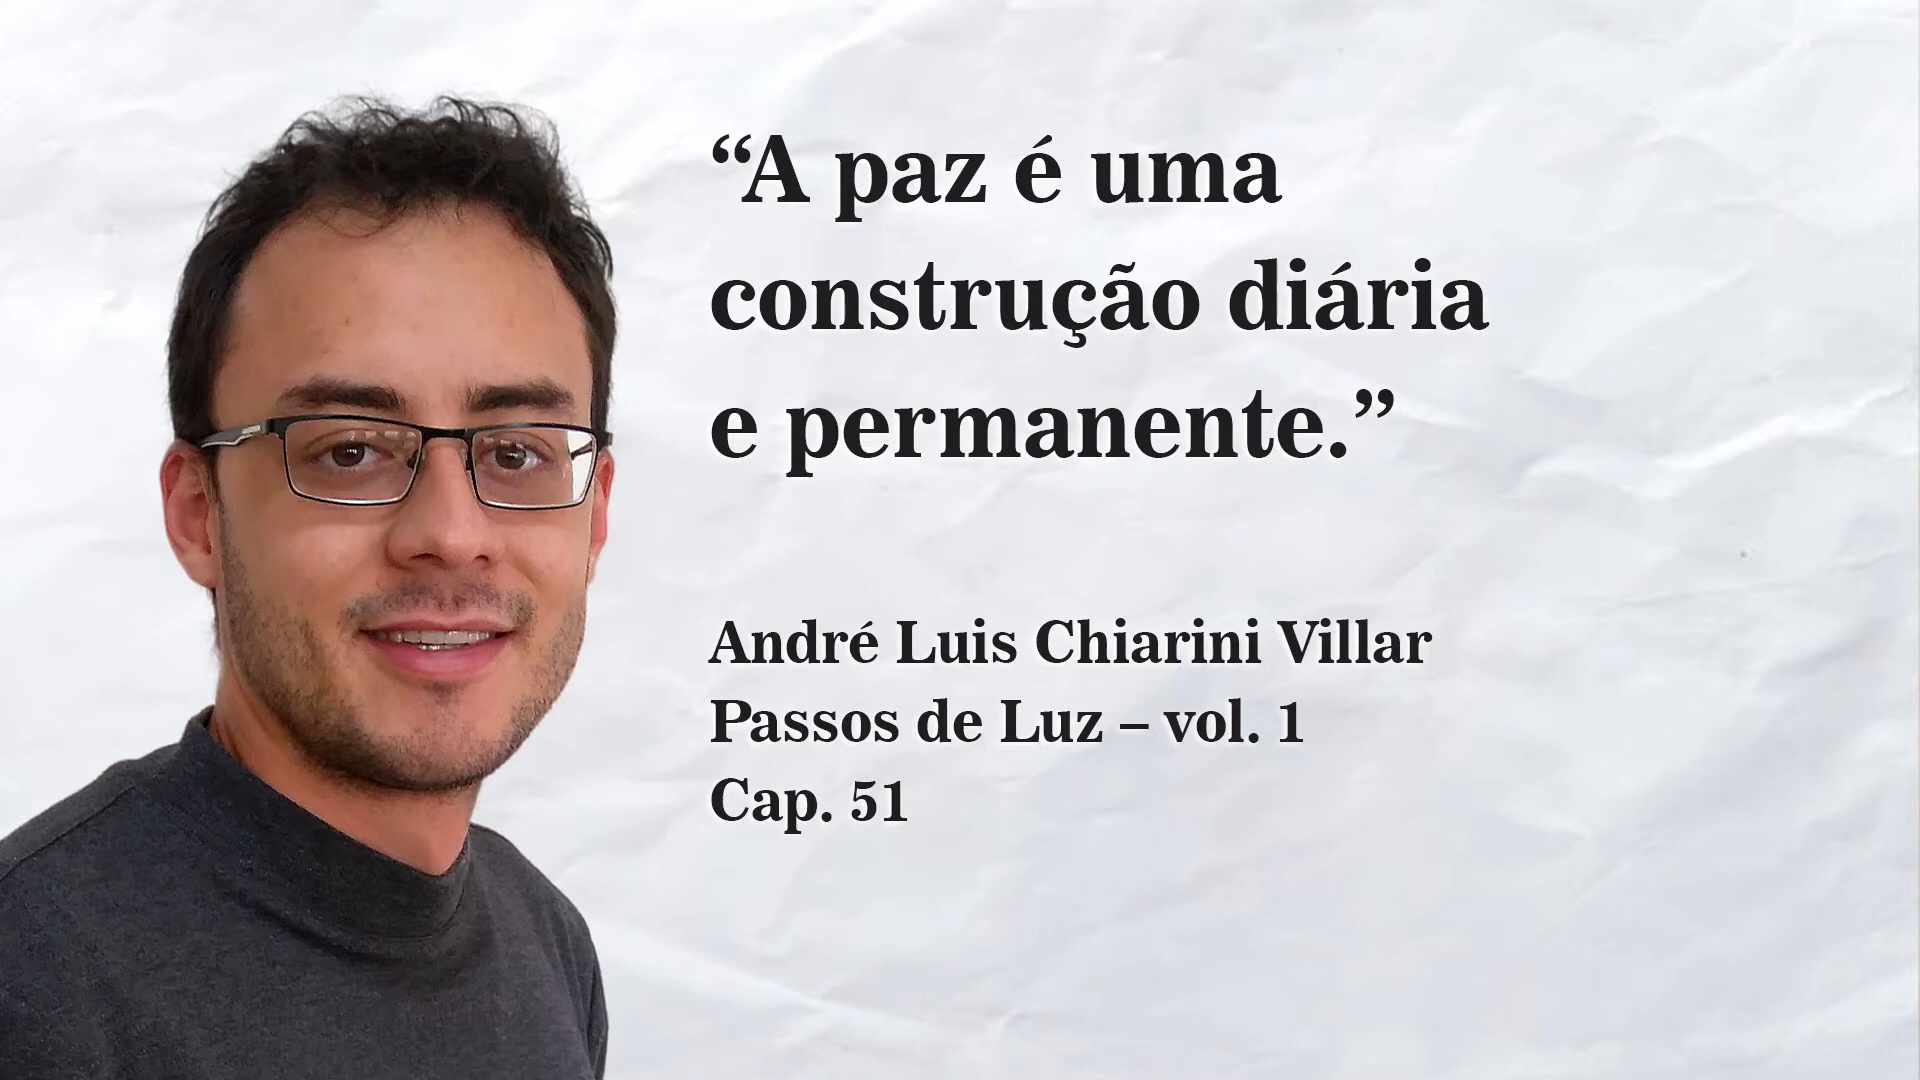 “A paz é uma
construção diária
e permanente.”
André Luis Chiarini Villar
Passos de Luz – vol. 1
Cap. 51